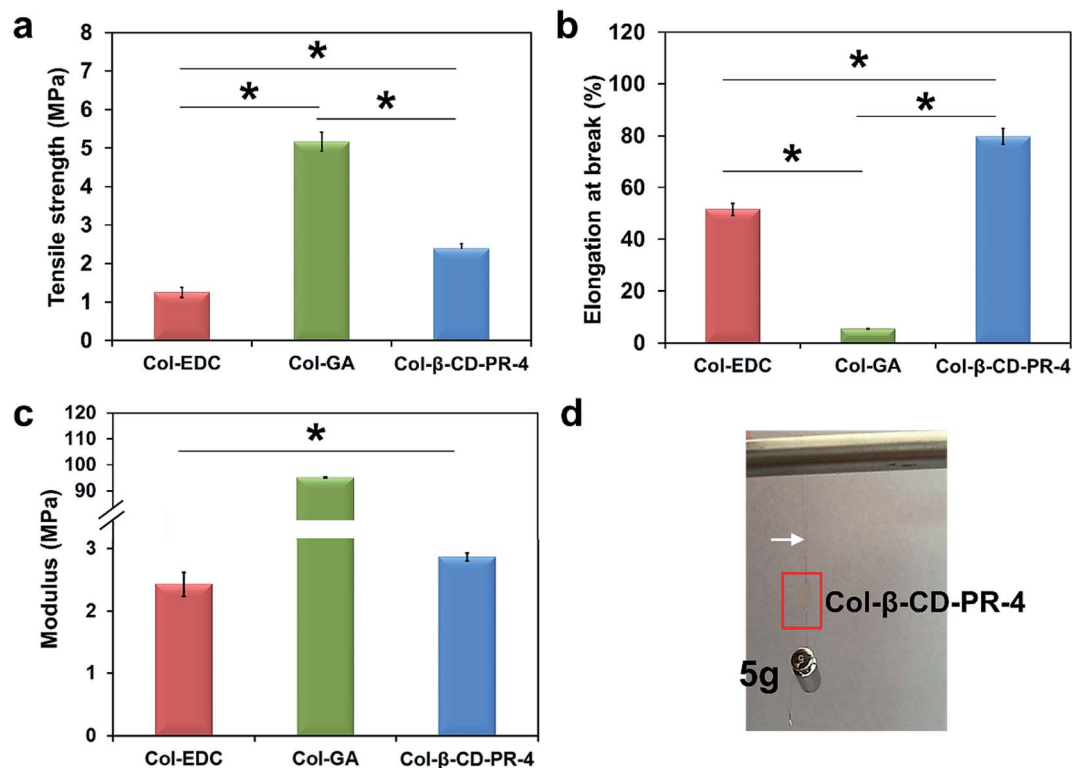 a
Tensile strength (MPa)
8
7
6
5
4
3
2
1
0
*
*
*
Col-EDC
Col-GA
Col-β-CD-PR-4
b
Elongation at break (%)
120
100
80
60
40
20
0
*
*
*
Col-EDC
Col-GA
Col-β-CD-PR-4
c
Modulus (MPa)
120
110
100
90
3
2
1
0
*
Col-EDC
Col-GA
Col-β-CD-PR-4
d
Col-β-CD-PR-4
5g